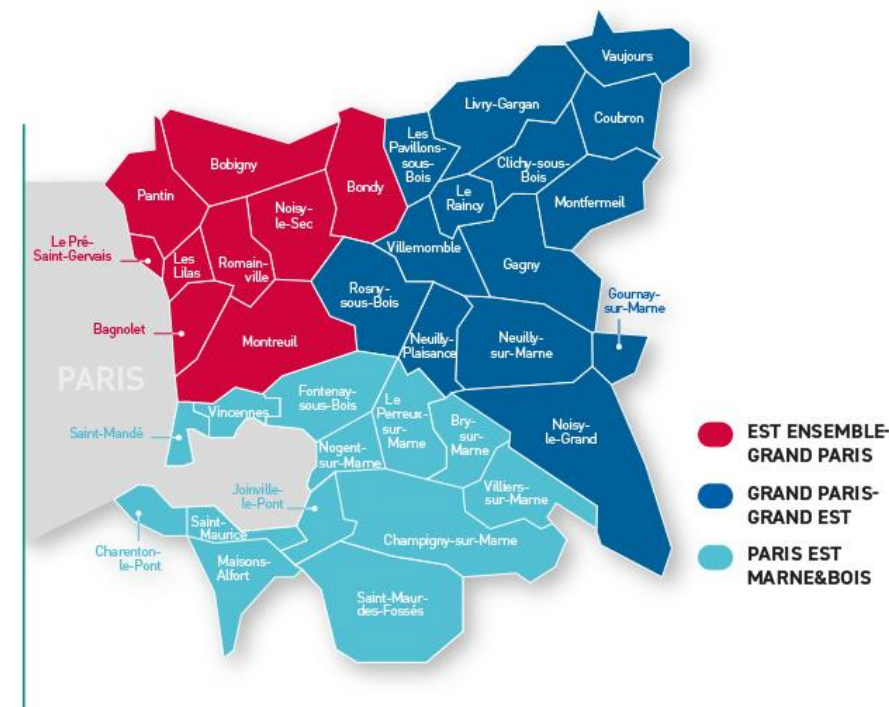 Vaujours
Livry-Gargan
Coubron
Les
Pavillons-
sous-
Bois
Clichy-sous-
Bois
Bobigny
Bondy
Pantin
Le
Raincy
Montfermeil
Noisy-
le-Sec
Le Pré-
Saint-Gervais
Les
Lilas
Romain-
ville
Villemomble
Gagny
Rosny-
sous-Bois
Gournay-
sur-Marne
Bagnolet
Montreuil
Neuilly-
Plaisance
Neuilly-
sur-Marne
PARIS
Fontenay-
sous-Bois
Le
Perreux-
sur-
Marne
Vincennes
Saint-Mandé
Bry-
sur-
Marne
Noisy-
le-Grand
Nogent-
sur-Marne
Villiers-
sur-Marne
Joinville-
le-Pont
Saint-
Maurice
Charenton-
le-Pont
Champigny-sur-Marne
Maisons-
Alfort
Saint-Maur-
des-Fossés
EST ENSEMBLE-
GRAND PARIS
GRAND PARIS-
GRAND EST
PARIS EST
MARNE&BOIS